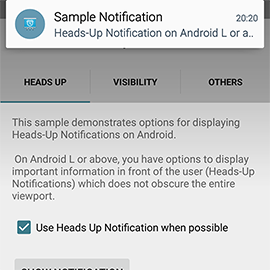 Sample Notification 20:20
Heads-Up Notification on Android L or a..
HEADS UP VISIBILITY OTHERS
This sample demonstrates options for displaying
Heads-Up Notifications on Android.
On Android L or above, you have options to display
important information in front of the user (Heads-Up
Notifications) which does not obscure the entire
viewport.
Use Heads Up Notification when possible
SHOW NOTIFICATION